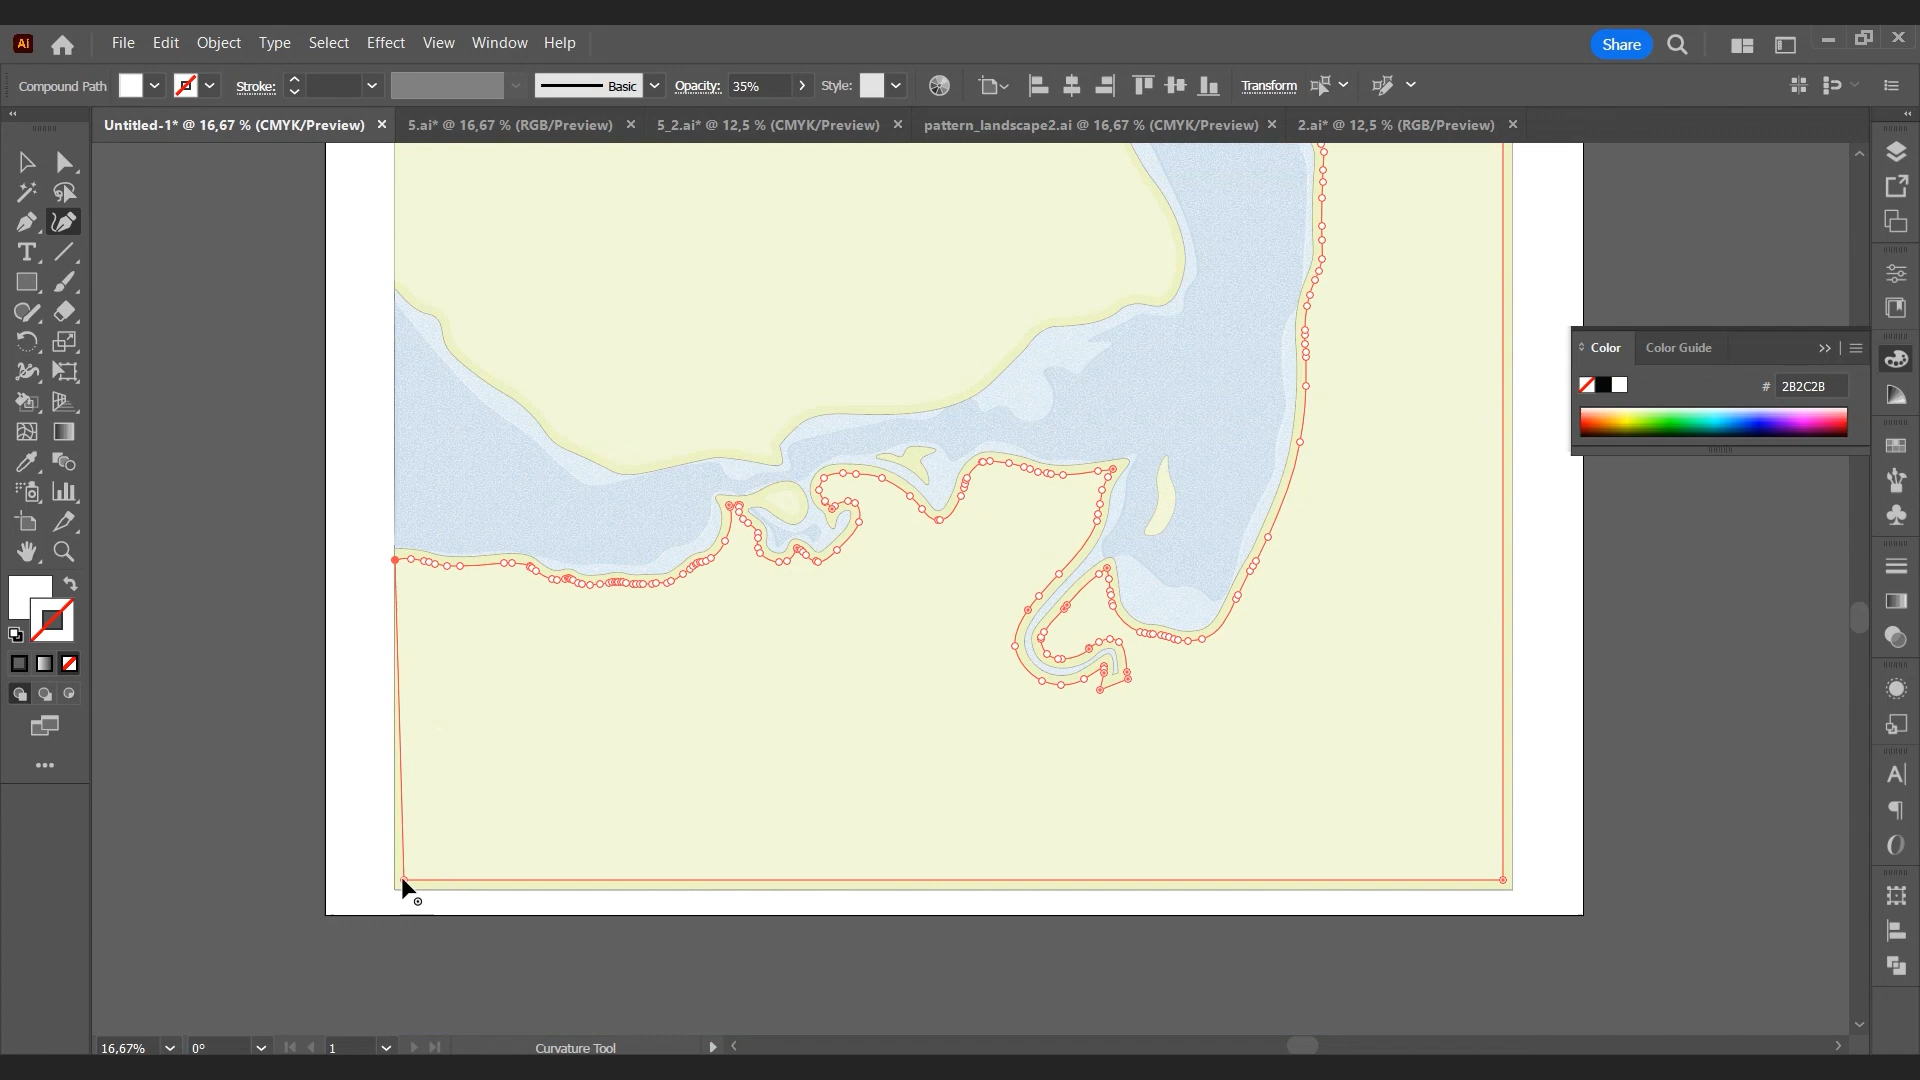 Ai File Edit Object Type Select Effect View Window Help Share
Compound Path Stroke: Basic Opacity: 35% Style: Transform
Untitled-1* @ 16,67 % (CMYK/Preview) 5.ai* @ 16,67 % (RGB/Preview) 5_2.ai* @ 12,5 % (CMYK/Preview) pattern_landscape2.ai @ 16,67 % (CMYK/Preview) 2.ai* @ 12,5 % (RGB/Preview)
Color Color Guide
# 2B2C2B
16,67% 0° 1 Curvature Tool